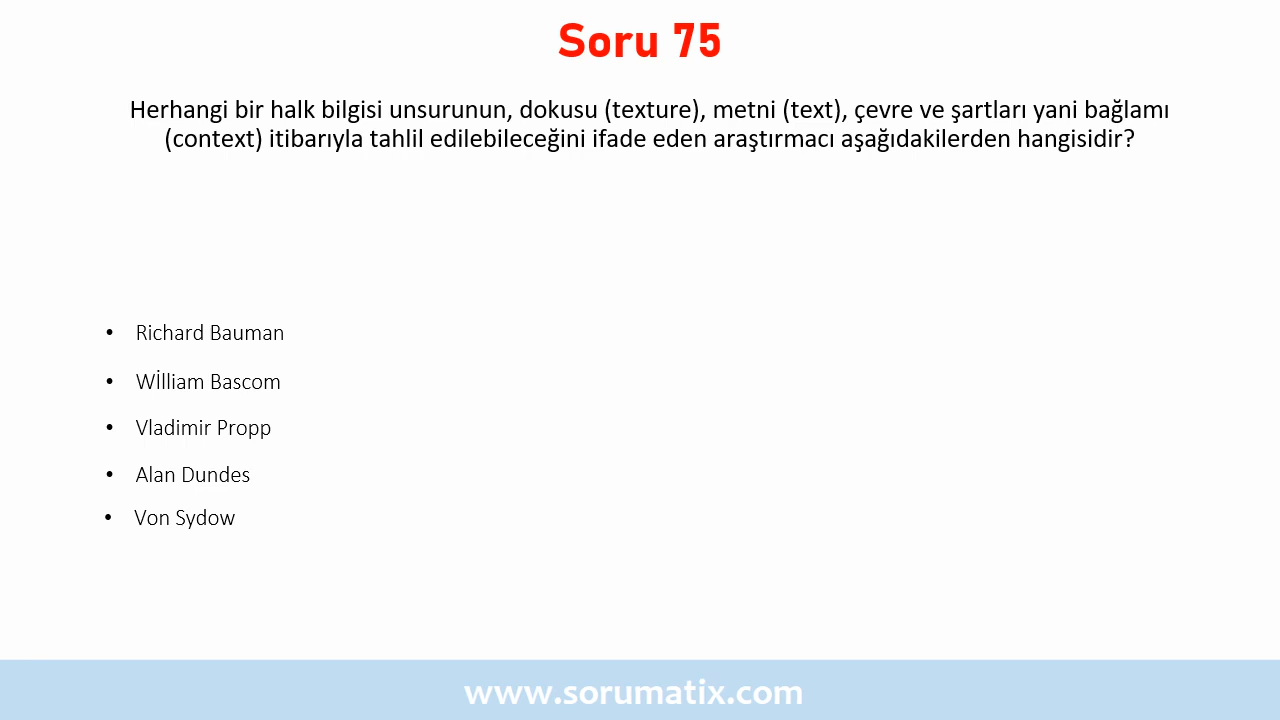 Soru 75
Herhangi bir halk bilgisi unsurunun, dokusu (texture), metni (text), çevre ve şartları yani bağlamı
(context) itibarıyla tahlil edilebileceğini ifade eden araştırmacı aşağıdakilerden hangisidir?
• Richard Bauman
• Wİlliam Bascom
• Vladimir Propp
• Alan Dundes
• Von Sydow
www.sorumatix.com